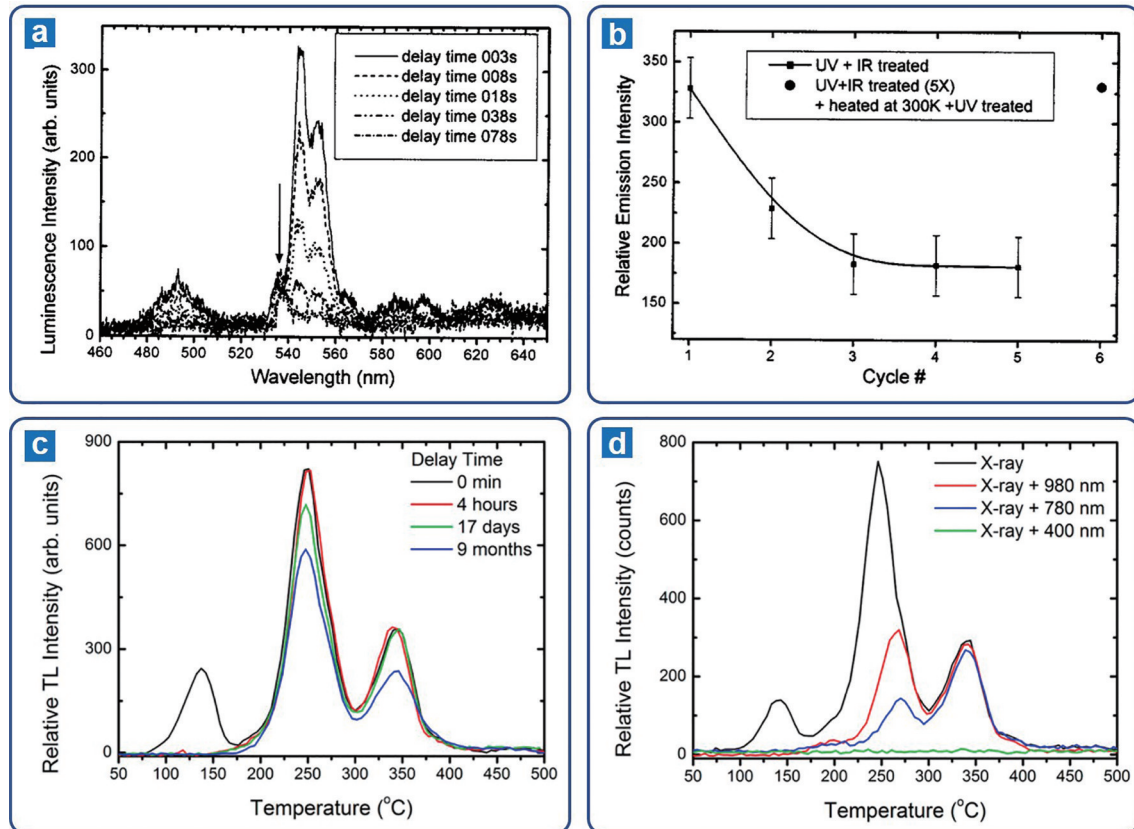 a
Luminescence Intensity (arb. units)
300
200
100
0
delay time 003s
delay time 008s
delay time 018s
delay time 038s
delay time 078s
460 480 500 520 540 560 580 600 620 640
Wavelength (nm)
b
Relative Emission Intensity
375
350
325
300
250
200
175
150
UV + IR treated
UV+IR treated (5X)
+ heated at 300K +UV treated
1 2 3 4 5 6
Cycle #
c
Relative TL Intensity (arb. units)
900
600
300
0
Delay Time
0 min
4 hours
17 days
9 months
50 100 150 200 250 300 350 400 450 500
Temperature (°C)
d
Relative TL Intensity (counts)
800
600
400
200
0
X-ray
X-ray + 980 nm
X-ray + 780 nm
X-ray + 400 nm
50 100 150 200 250 300 350 400 450 500
Temperature (°C)